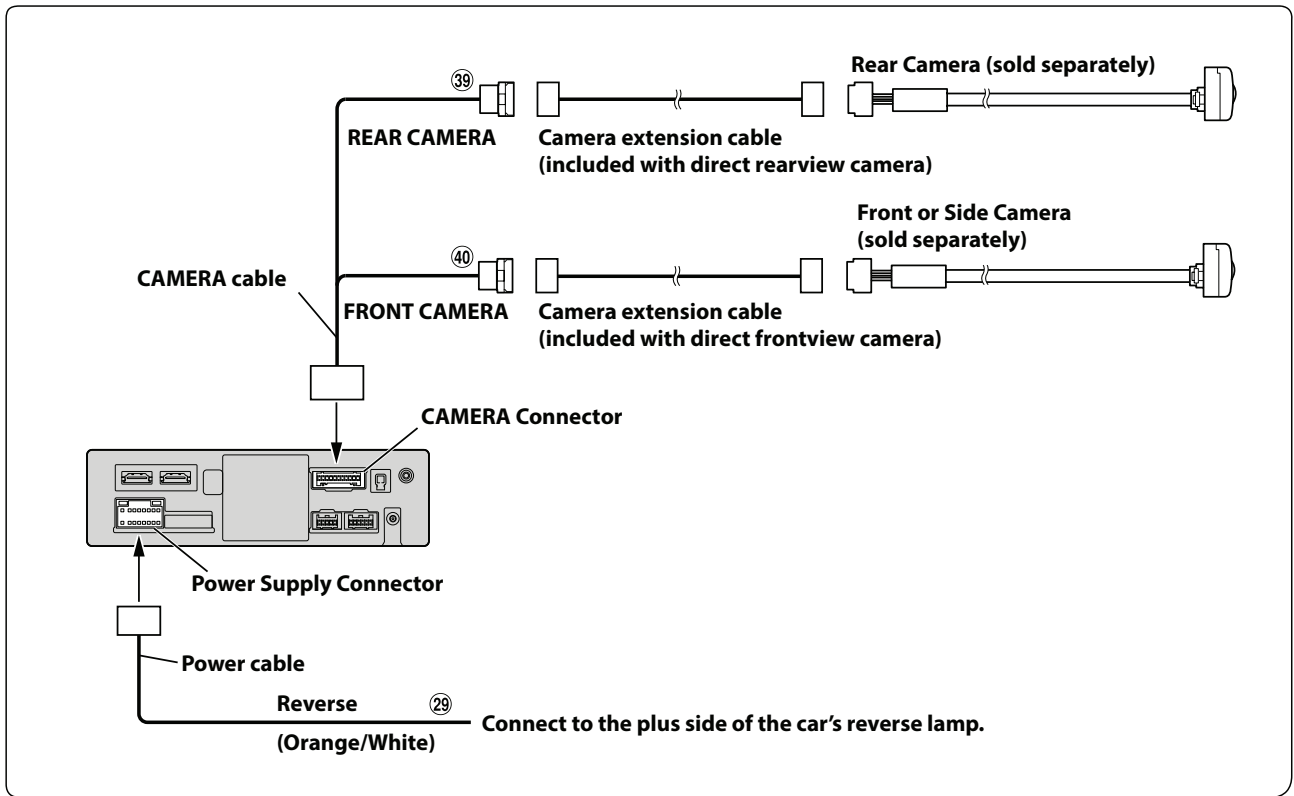 ㊴
Rear Camera (sold separately)
REAR CAMERA
Camera extension cable
(included with direct rearview camera)
Front or Side Camera
(sold separately)
㊵
CAMERA cable
FRONT CAMERA
Camera extension cable
(included with direct frontview camera)
CAMERA Connector
Power Supply Connector
Power cable
Reverse
㉙
(Orange/White)
Connect to the plus side of the car’s reverse lamp.